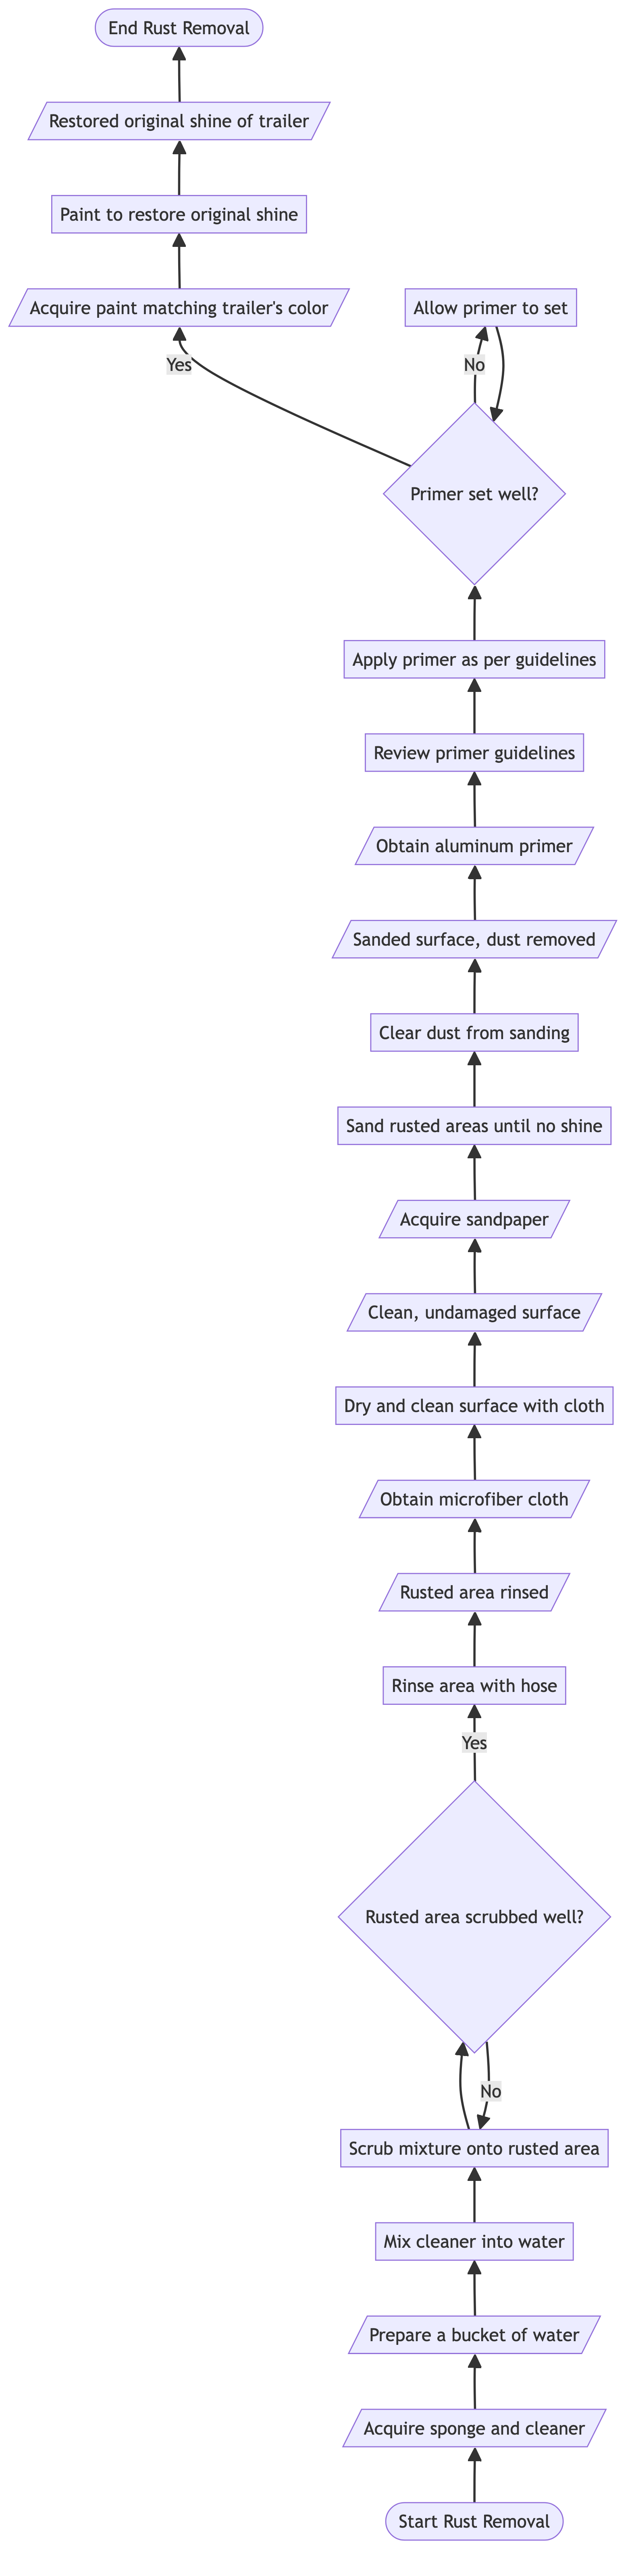 End Rust Removal
Restored original shine of trailer
Paint to restore original shine
Acquire paint matching trailer's color
Allow primer to set
Yes
No
Primer set well?
Apply primer as per guidelines
Review primer guidelines
Obtain aluminum primer
Sanded surface, dust removed
Clear dust from sanding
Sand rusted areas until no shine
Acquire sandpaper
Clean, undamaged surface
Dry and clean surface with cloth
Obtain microfiber cloth
Rusted area rinsed
Rinse area with hose
Yes
Rusted area scrubbed well?
No
Scrub mixture onto rusted area
Mix cleaner into water
Prepare a bucket of water
Acquire sponge and cleaner
Start Rust Removal